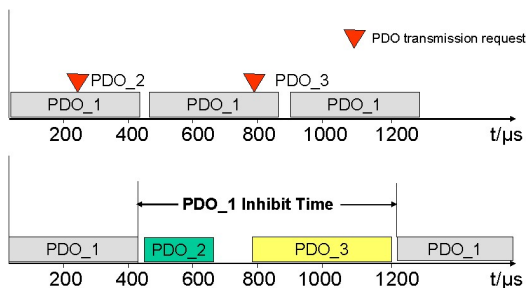 PDO transmission request
PDO_2 PDO_3
PDO_1 PDO_1 PDO_1
200 400 600 800 1000 1200 t/µs
PDO_1 Inhibit Time
PDO_1 PDO_2 PDO_3 PDO_1
200 400 600 800 1000 1200 t/µs